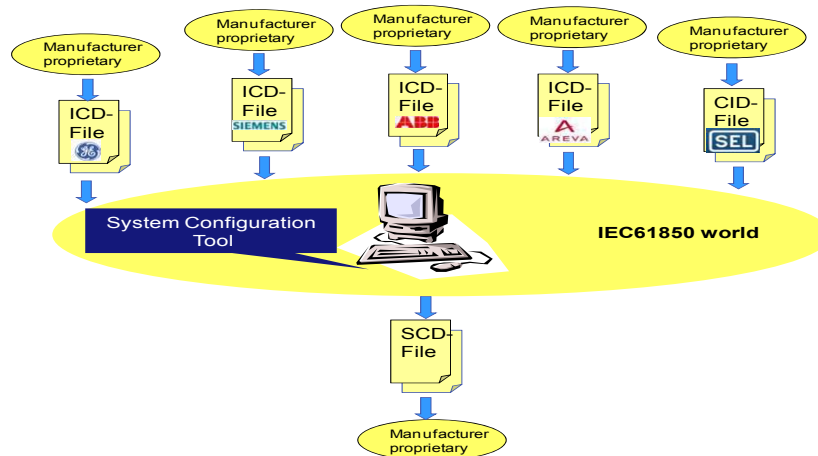 Manufacturer
proprietary
Manufacturer
proprietary
Manufacturer
proprietary
Manufacturer
proprietary
Manufacturer
proprietary
ICD-
File
GE
ICD-
File
SIEMENS
ICD-
File
ABB
ICD-
File
AREVA
CID-
File
SEL
System Configuration
Tool
IEC61850 world
SCD-
File
Manufacturer
proprietary